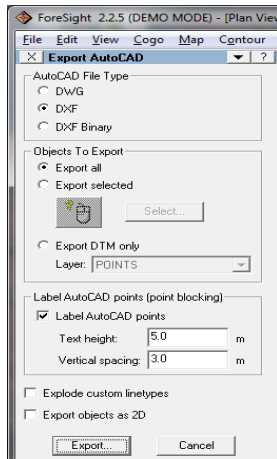 ForeSight 2.2.5 (DEMO MODE) - [Plan View
File Edit View Cogo Map Contour
X Export AutoCAD ?
AutoCAD File Type
DWG
DXF
DXF Binary
Objects To Export
Export all
Export selected
Select...
Export DTM only
Layer: POINTS
Label AutoCAD points (point blocking)
Label AutoCAD points
Text height: 5.0 m
Vertical spacing: 3.0 m
Explode custom linetypes
Export objects as 2D
Export... Cancel